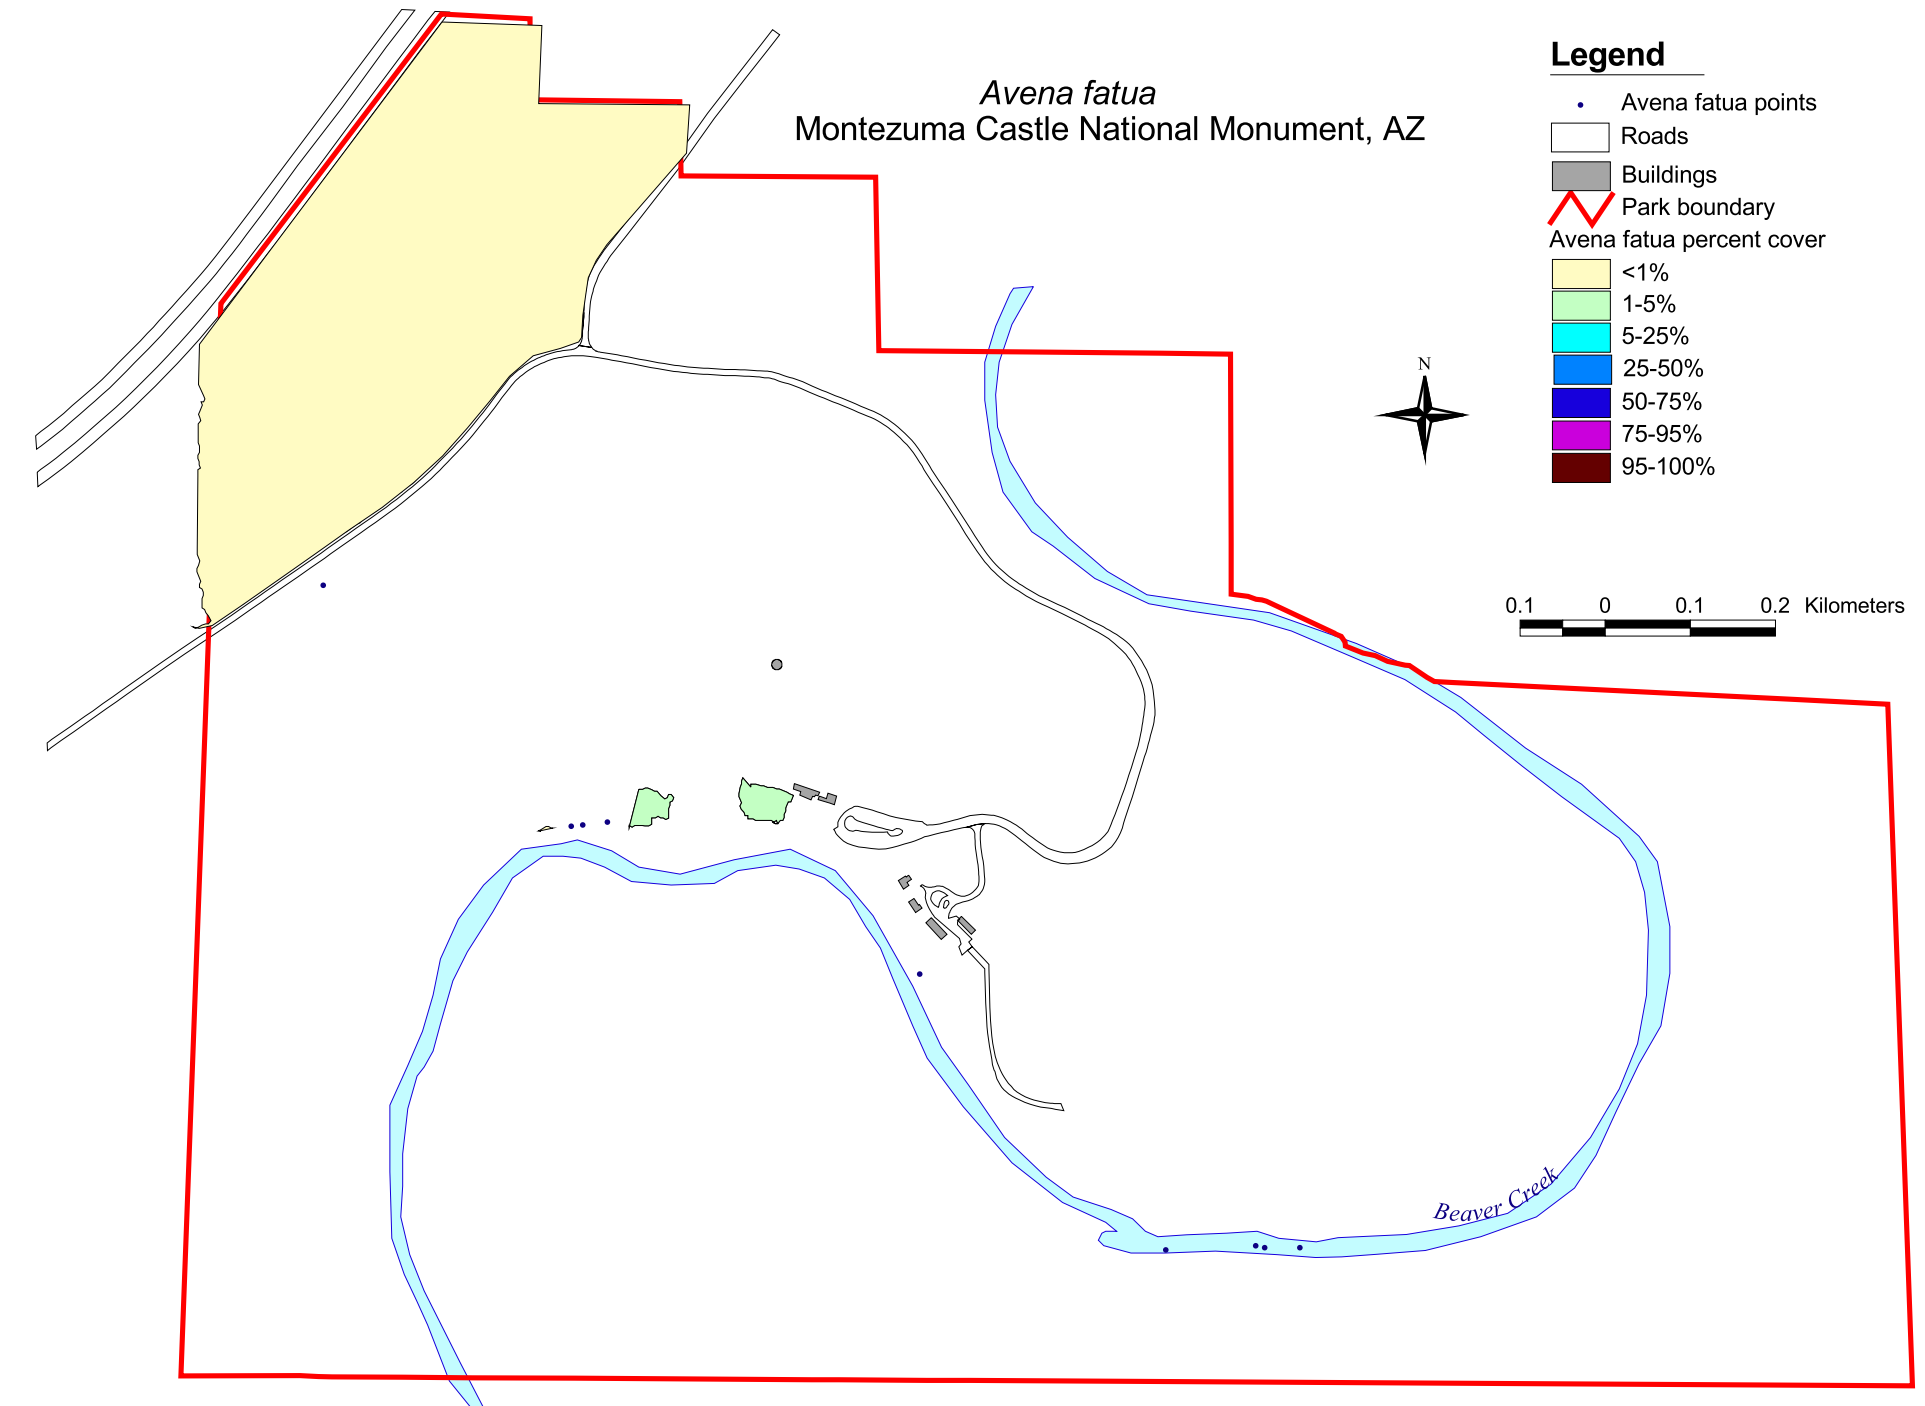 Avena fatua
Montezuma Castle National Monument, AZ
Legend
Avena fatua points
Roads
Buildings
Park boundary
Avena fatua percent cover
<1%
1-5%
5-25%
25-50%
50-75%
75-95%
95-100%
N
0.1 0 0.1 0.2 Kilometers
Beaver Creek